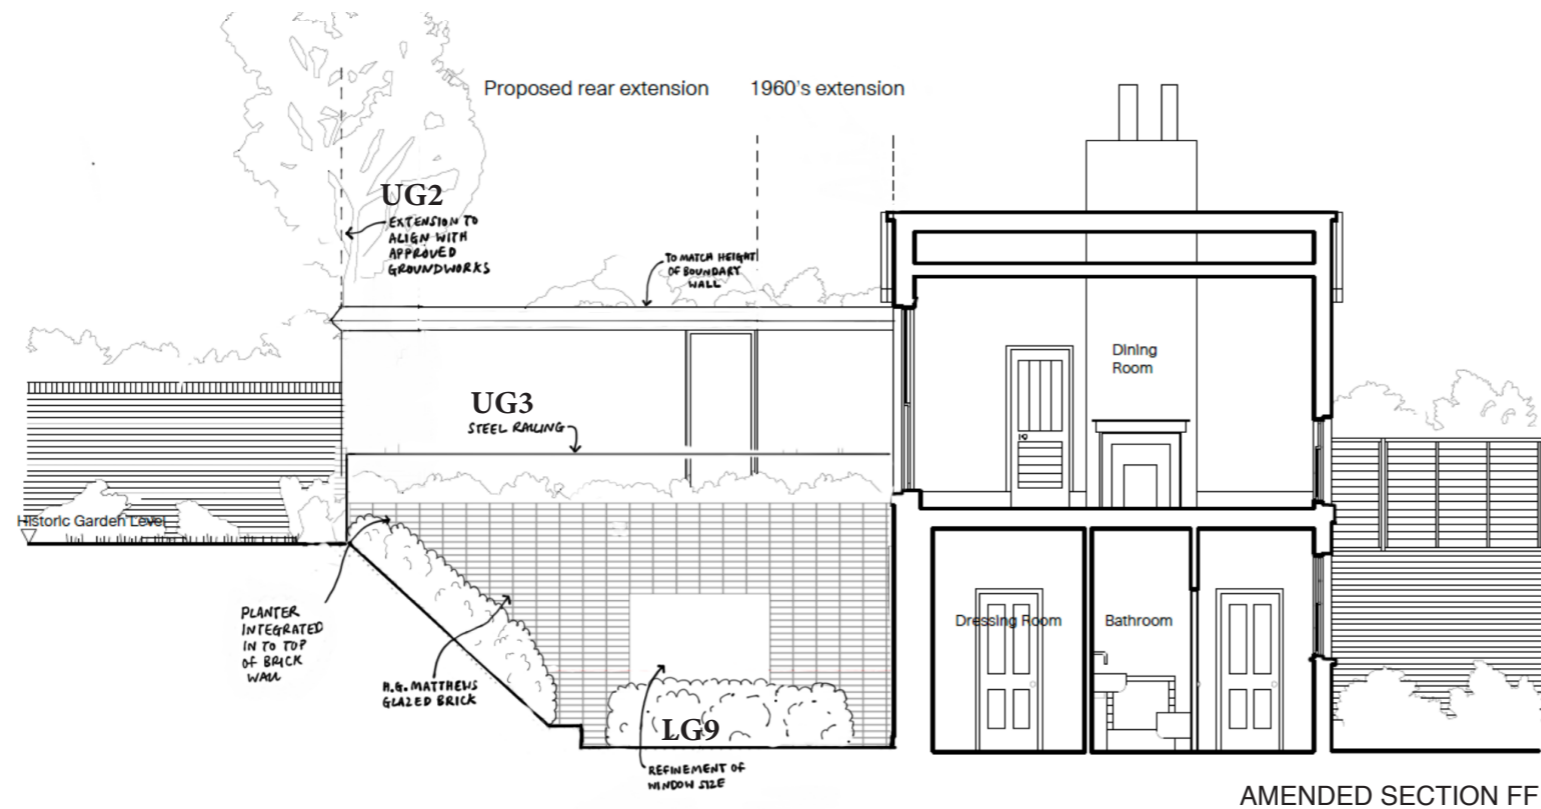 Proposed rear extension
1960's extension
UG2
EXTENSION TO
ALIGN WITH
APPROVED
GROUNDWORKS
TO MATCH HEIGHT
OF BOUNDARY
WALL
Dining
Room
UG3
STEEL RAILING
19
Historic Garden Level
PLANTER
INTEGRATED
IN TO TOP
OF BRICK
WALL
H.G. MATTHEWS
GLAZED BRICK
Dressing Room
Bathroom
LG9
REFINEMENT OF
WINDOW SIZE
AMENDED SECTION FF